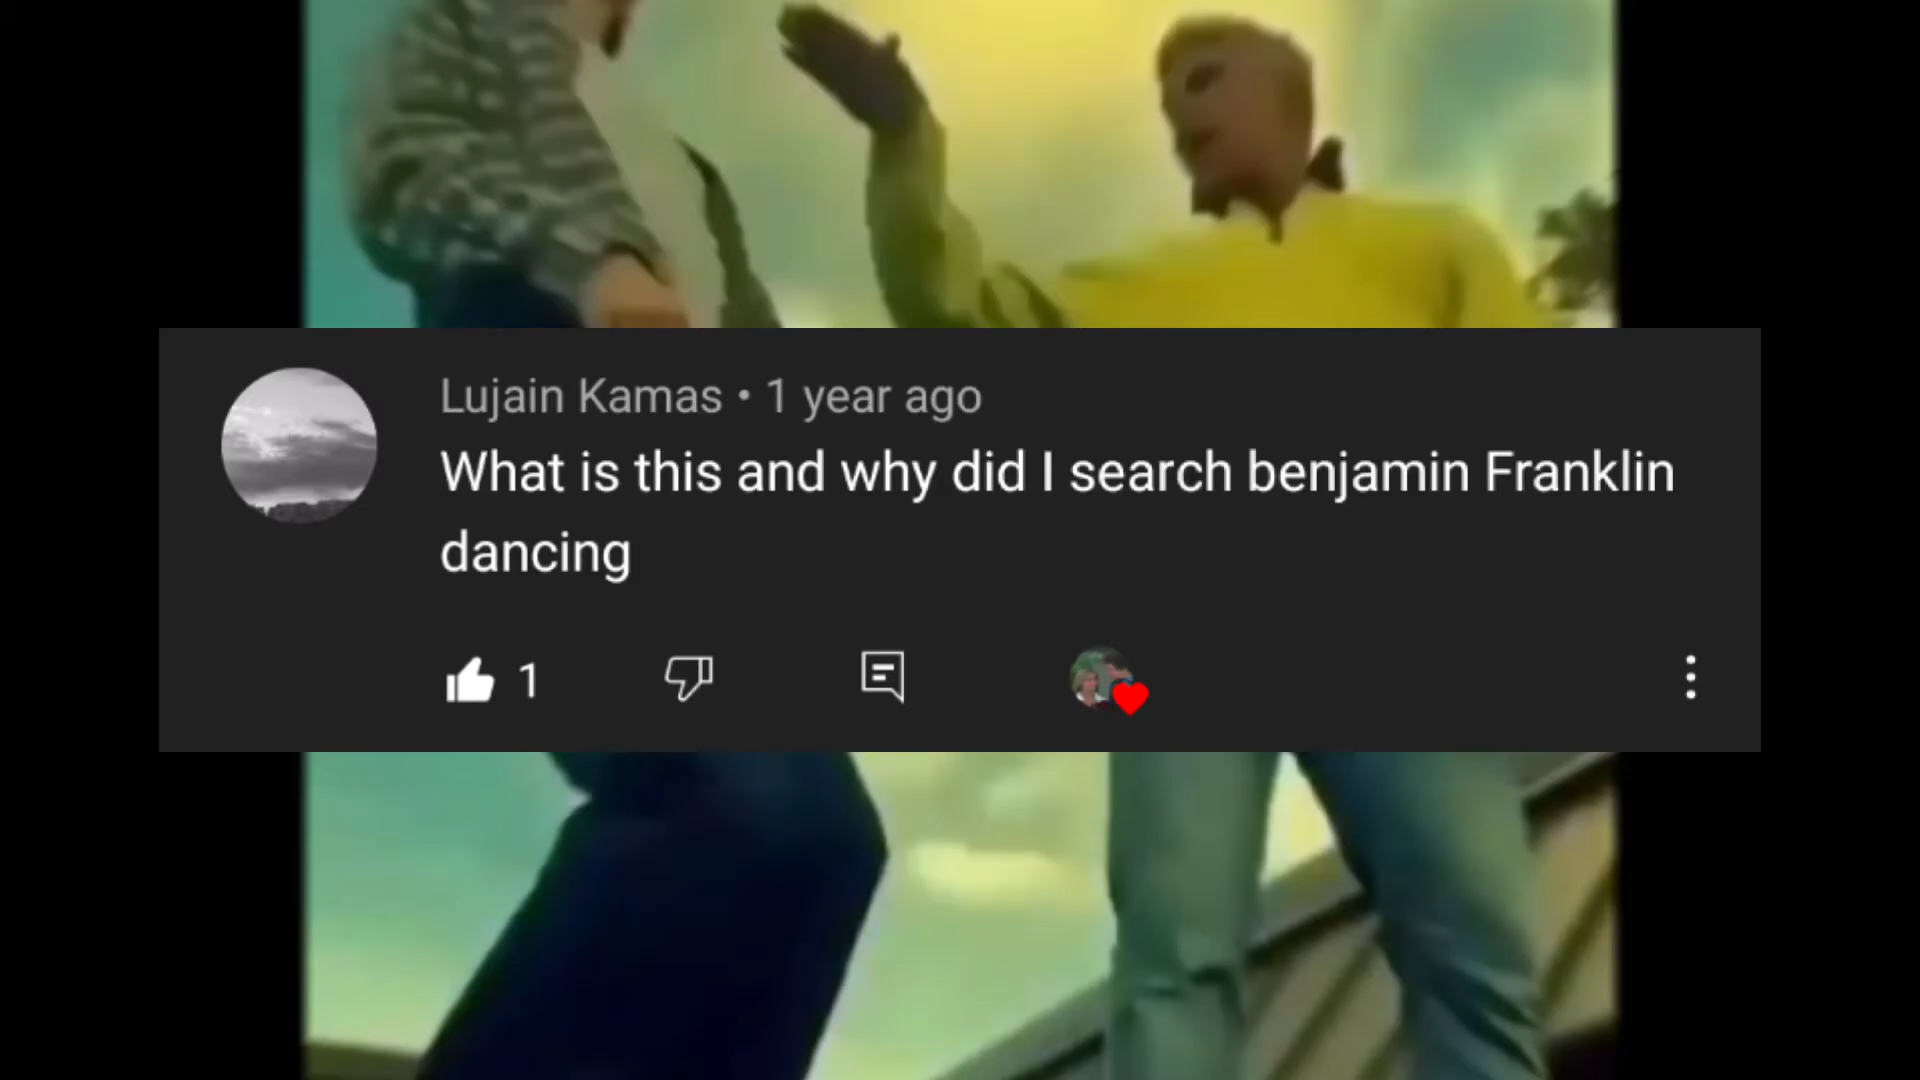 Lujain Kamas • 1 year ago
What is this and why did I search benjamin Franklin
dancing
1